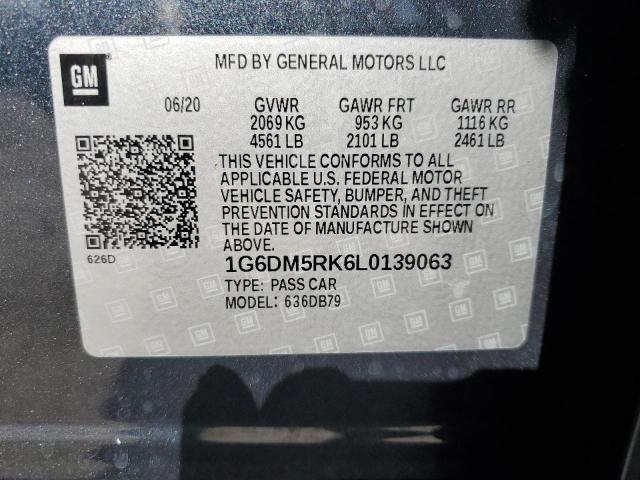 GM
MFD BY GENERAL MOTORS LLC
06/20 GVWR GAWR FRT GAWR RR
2069 KG 953 KG 1116 KG
4561 LB 2101 LB 2461 LB
THIS VEHICLE CONFORMS TO ALL
APPLICABLE U.S. FEDERAL MOTOR
VEHICLE SAFETY, BUMPER, AND THEFT
PREVENTION STANDARDS IN EFFECT ON
THE DATE OF MANUFACTURE SHOWN
ABOVE.
626D
1G6DM5RK6L0139063
TYPE: PASS CAR
MODEL: 636DB79